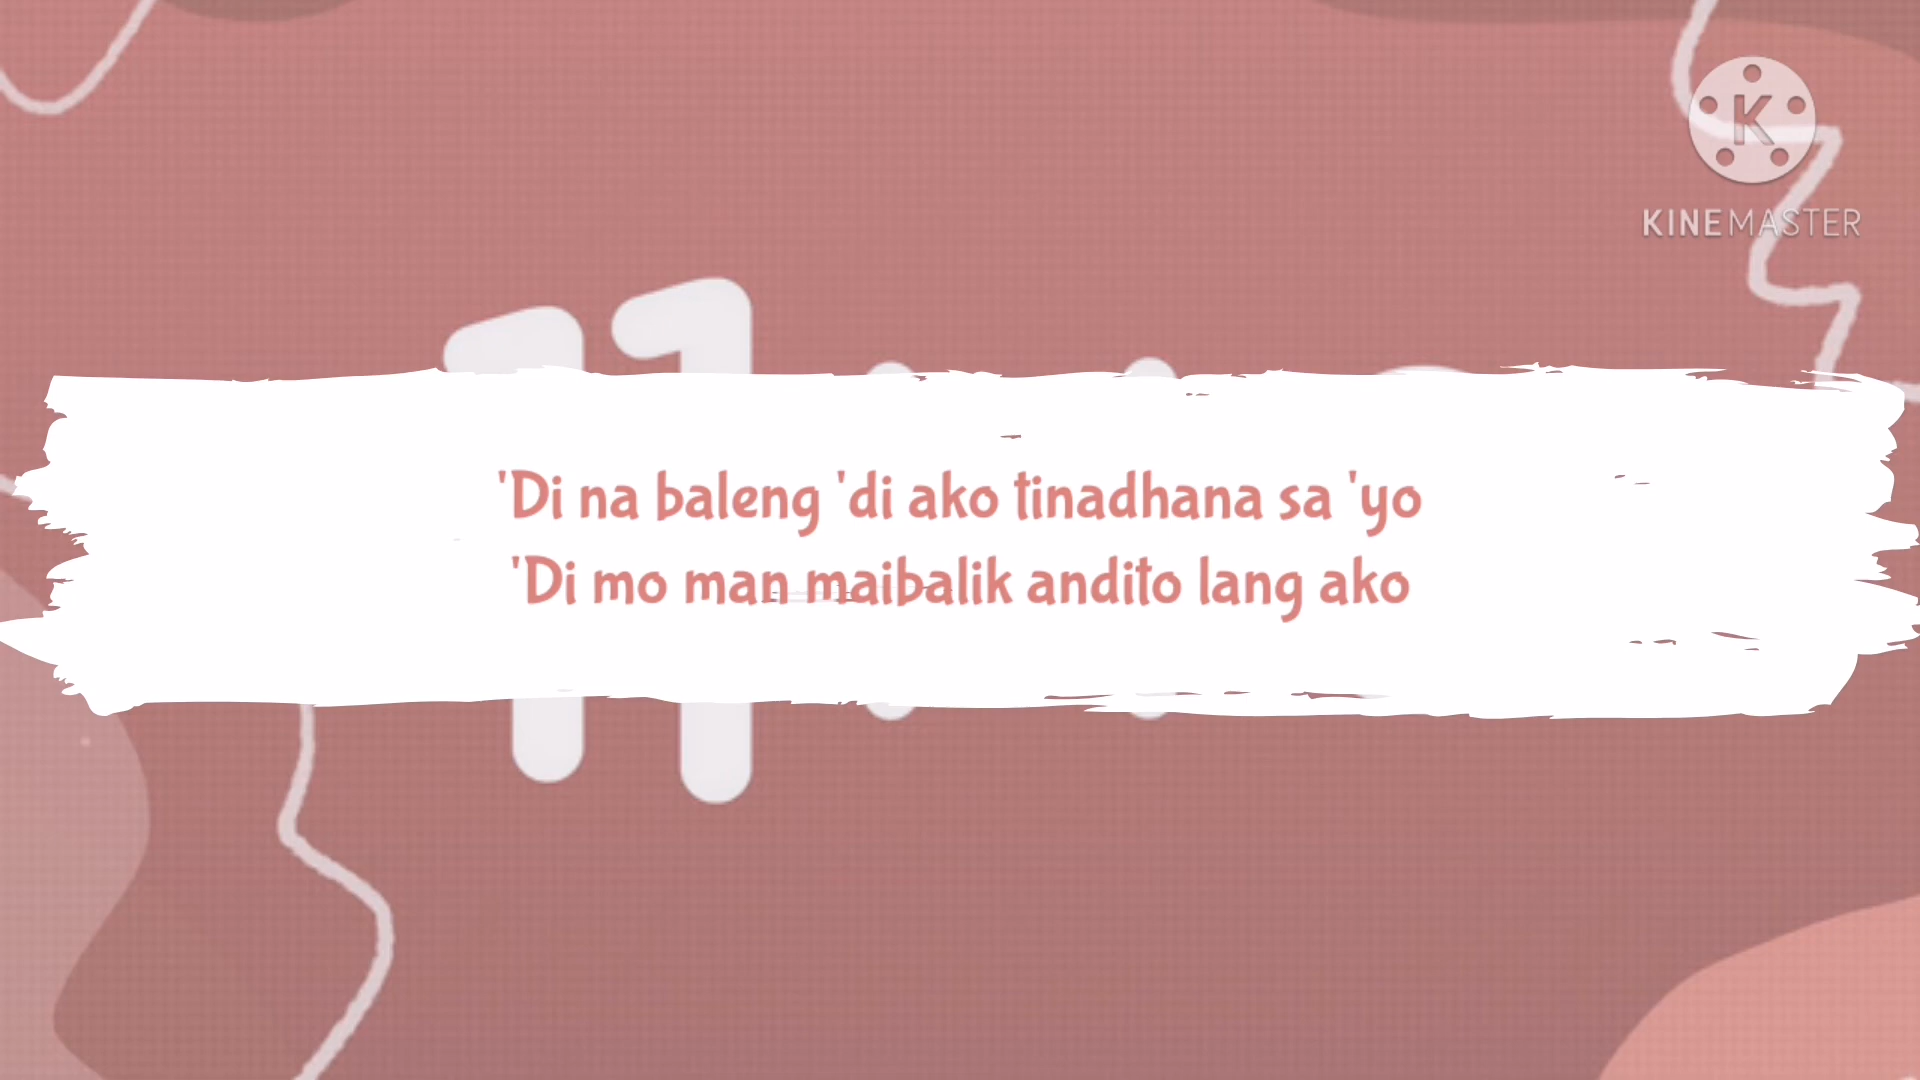 K
KINEMASTER
'Di na baleng 'di ako tinadhana sa 'yo
'Di mo man maibalik andito lang ako